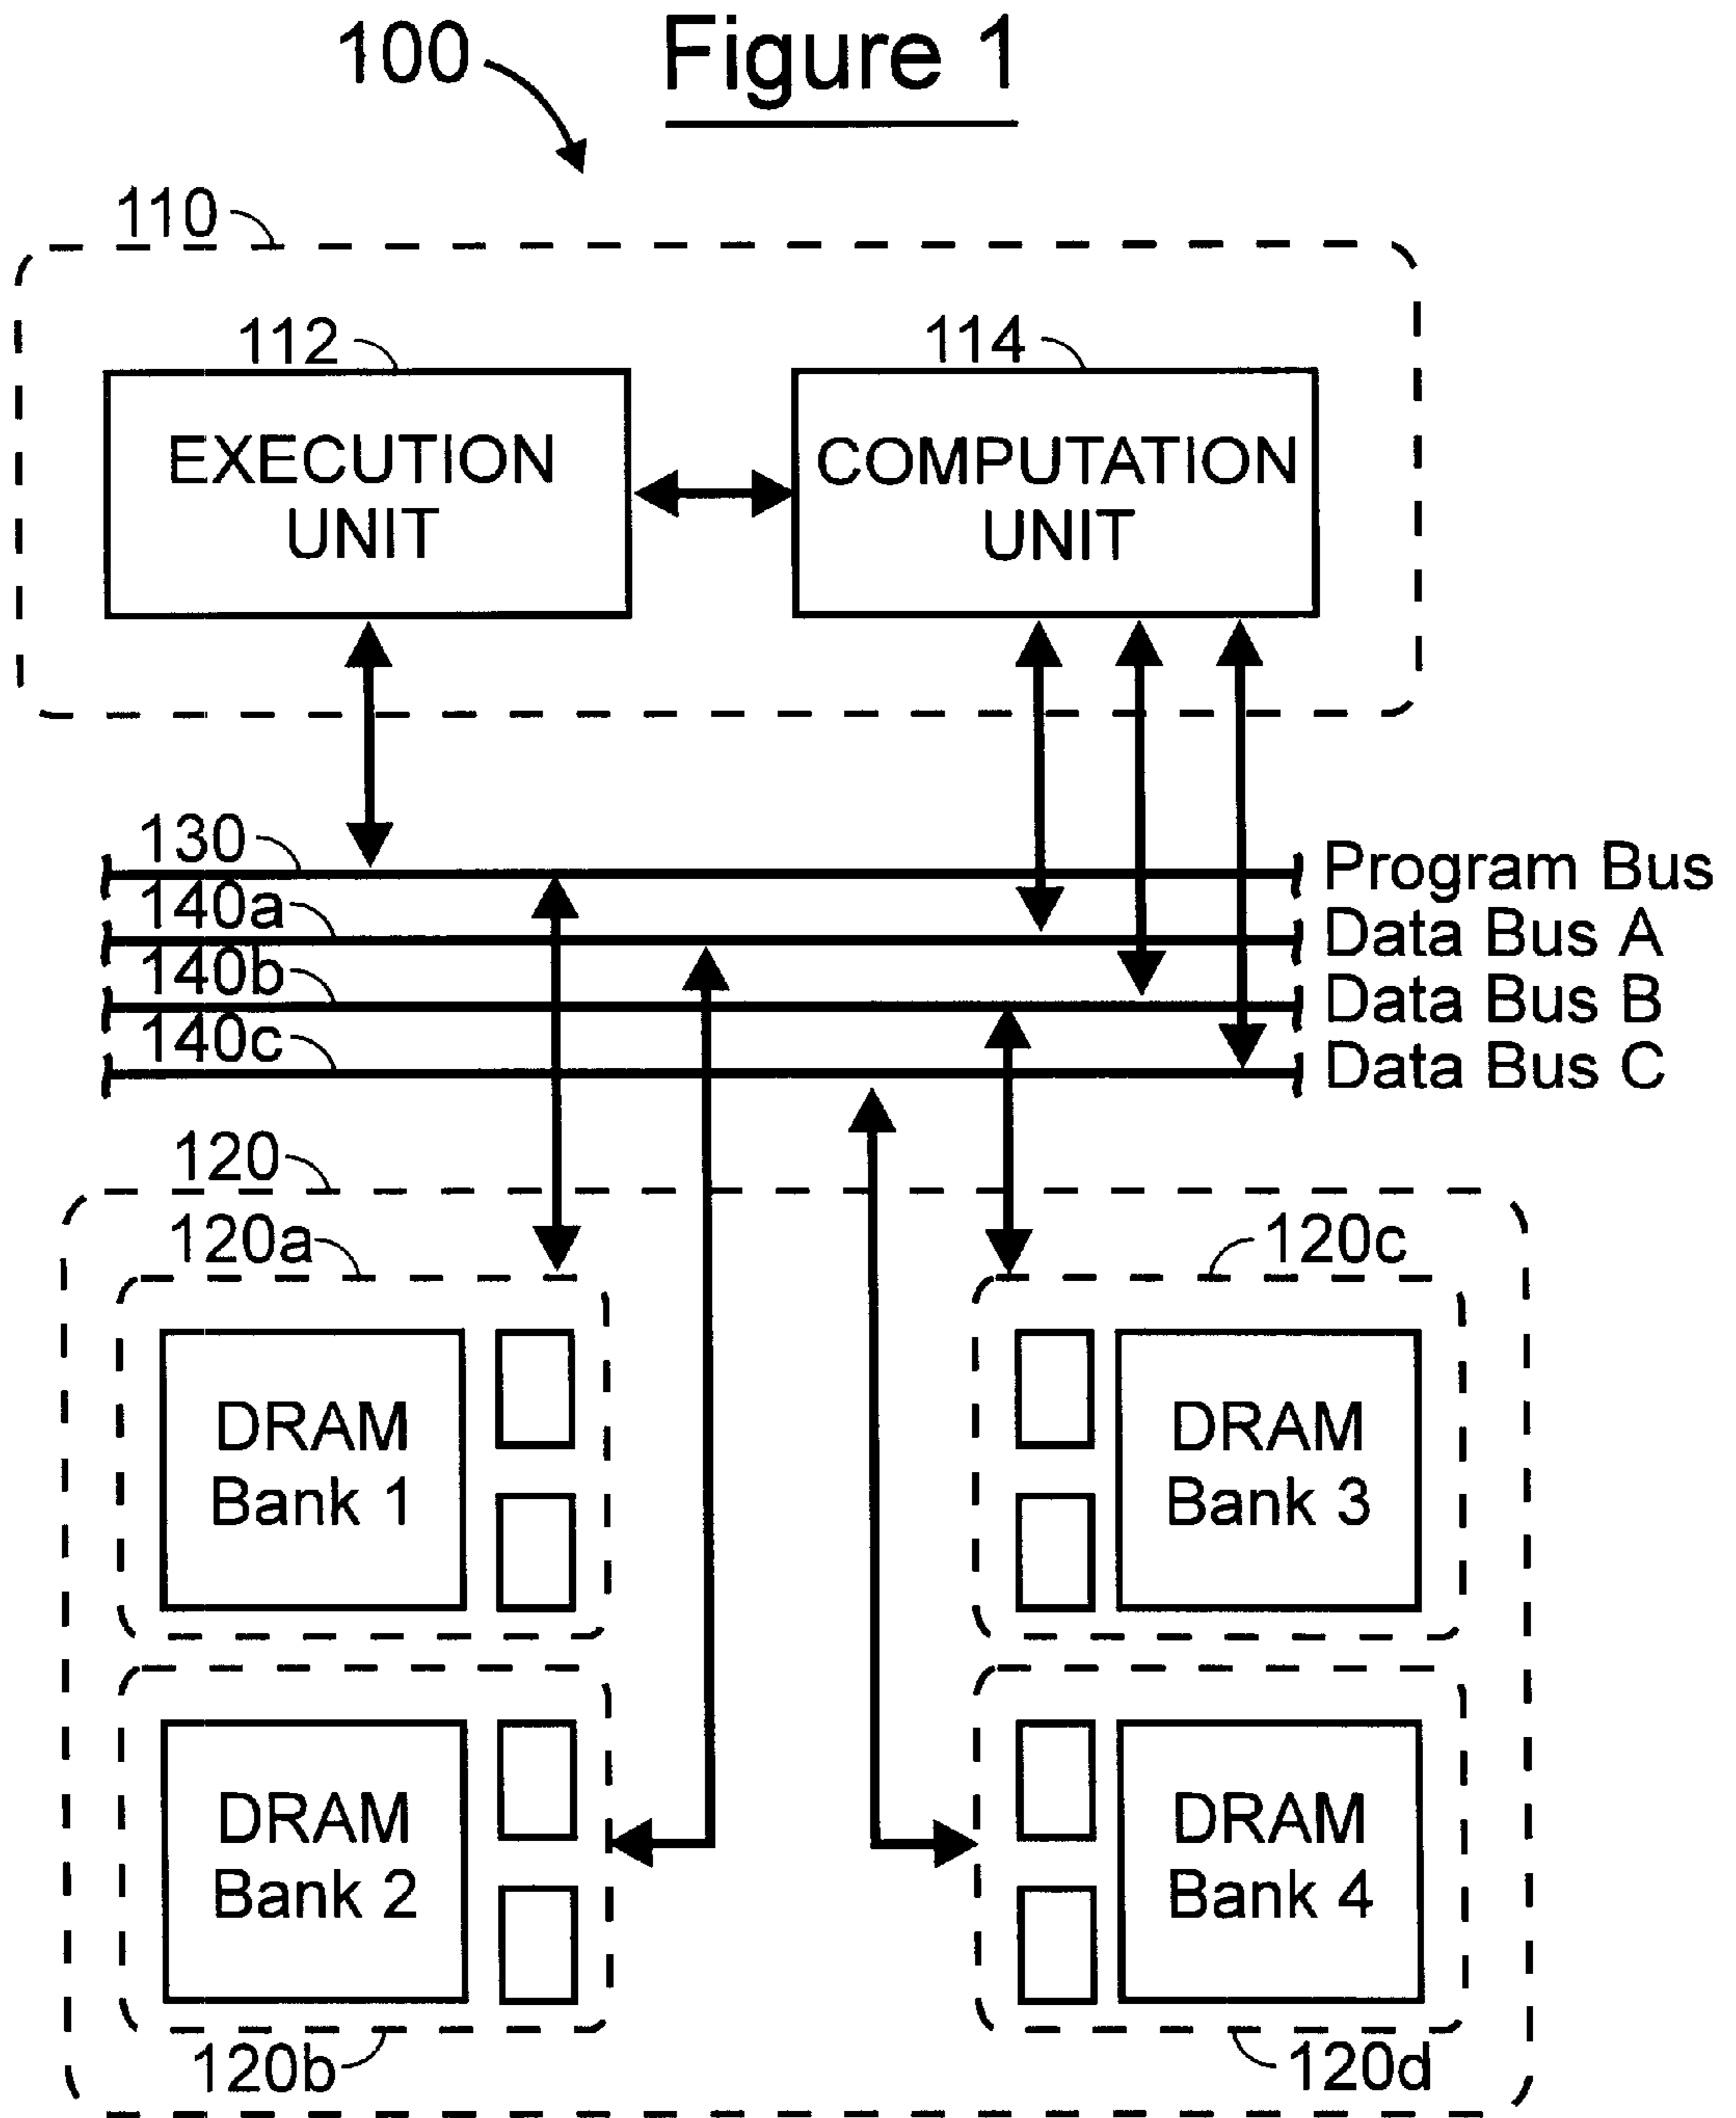 100
Figure 1
110
112
114
EXECUTION
UNIT
COMPUTATION
UNIT
130
Program Bus
140a
Data Bus A
140b
Data Bus B
140c
Data Bus C
120
120a
120c
DRAM
Bank 1
DRAM
Bank 3
DRAM
Bank 2
DRAM
Bank 4
120b
120d